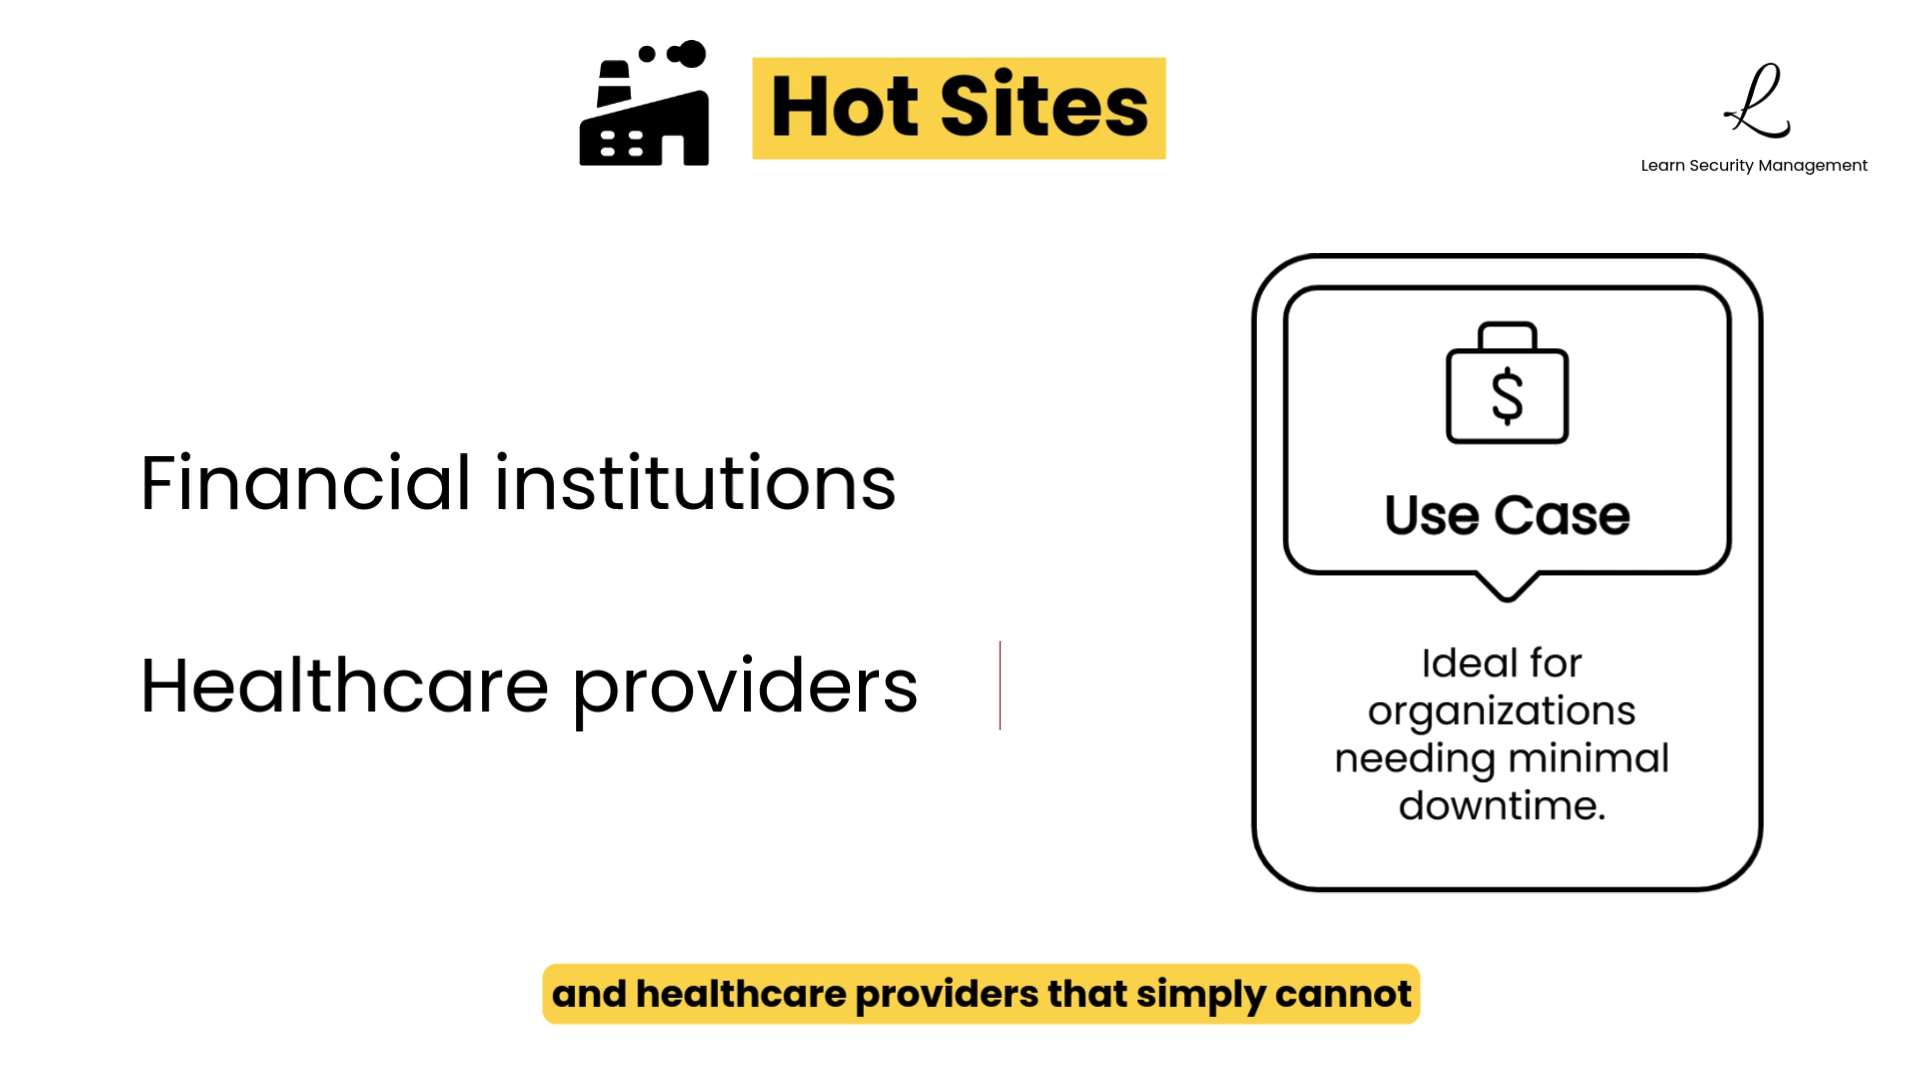 Hot Sites
L
Learn Security Management
Financial institutions
Healthcare providers
$
Use Case
Ideal for
organizations
needing minimal
downtime.
and healthcare providers that simply cannot